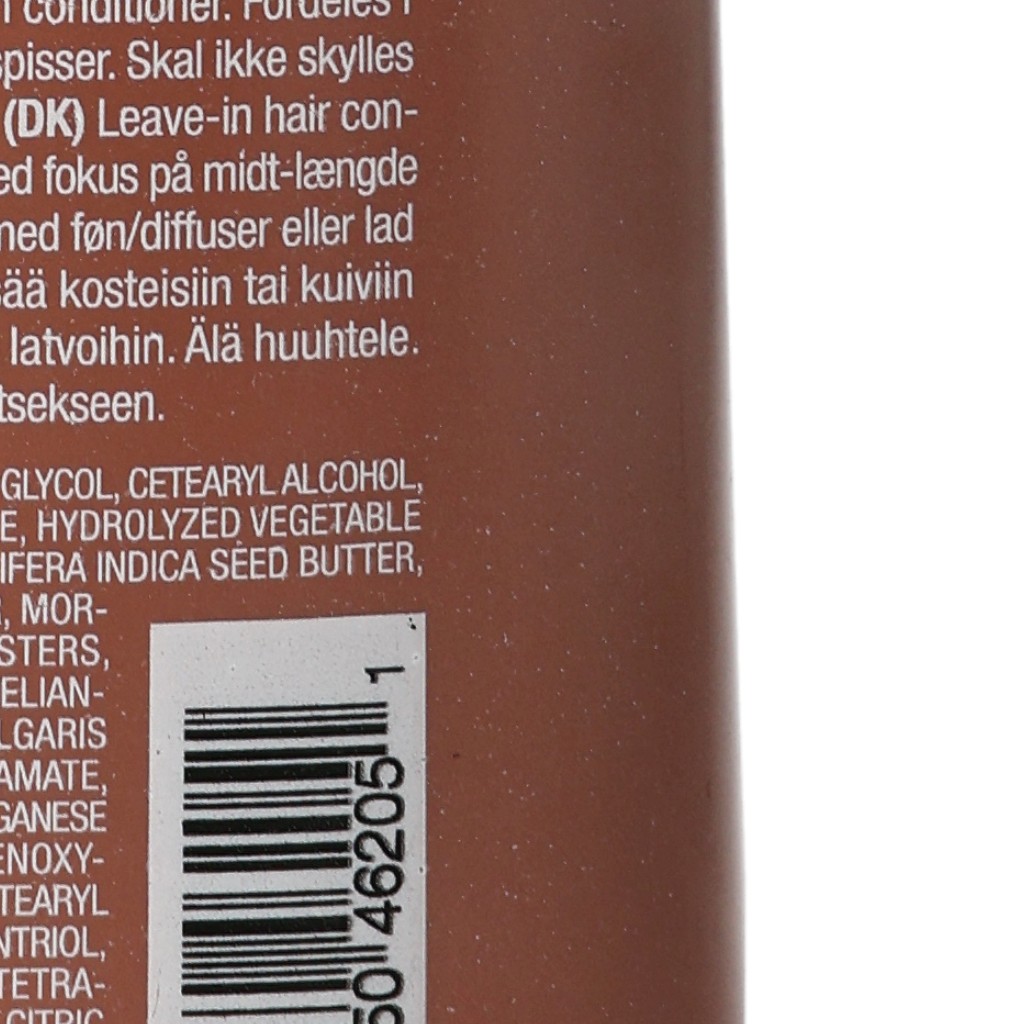 conditioner. Fordeles i
spisser. Skal ikke skylles
(DK) Leave-in hair con-
ed fokus på midt-længde
med føn/diffuser eller lad
sää kosteisiin tai kuiviin
latvoihin. Älä huuhtele.
tsekseen.
GLYCOL, CETEARYL ALCOHOL,
E, HYDROLYZED VEGETABLE
IFERA INDICA SEED BUTTER,
, MOR-
STERS,
ELIAN-
LGARIS
AMATE,
GANESE
ENOXY-
TEARYL
NTRIOL,
TETRA-
CITRIC
50 46205 1